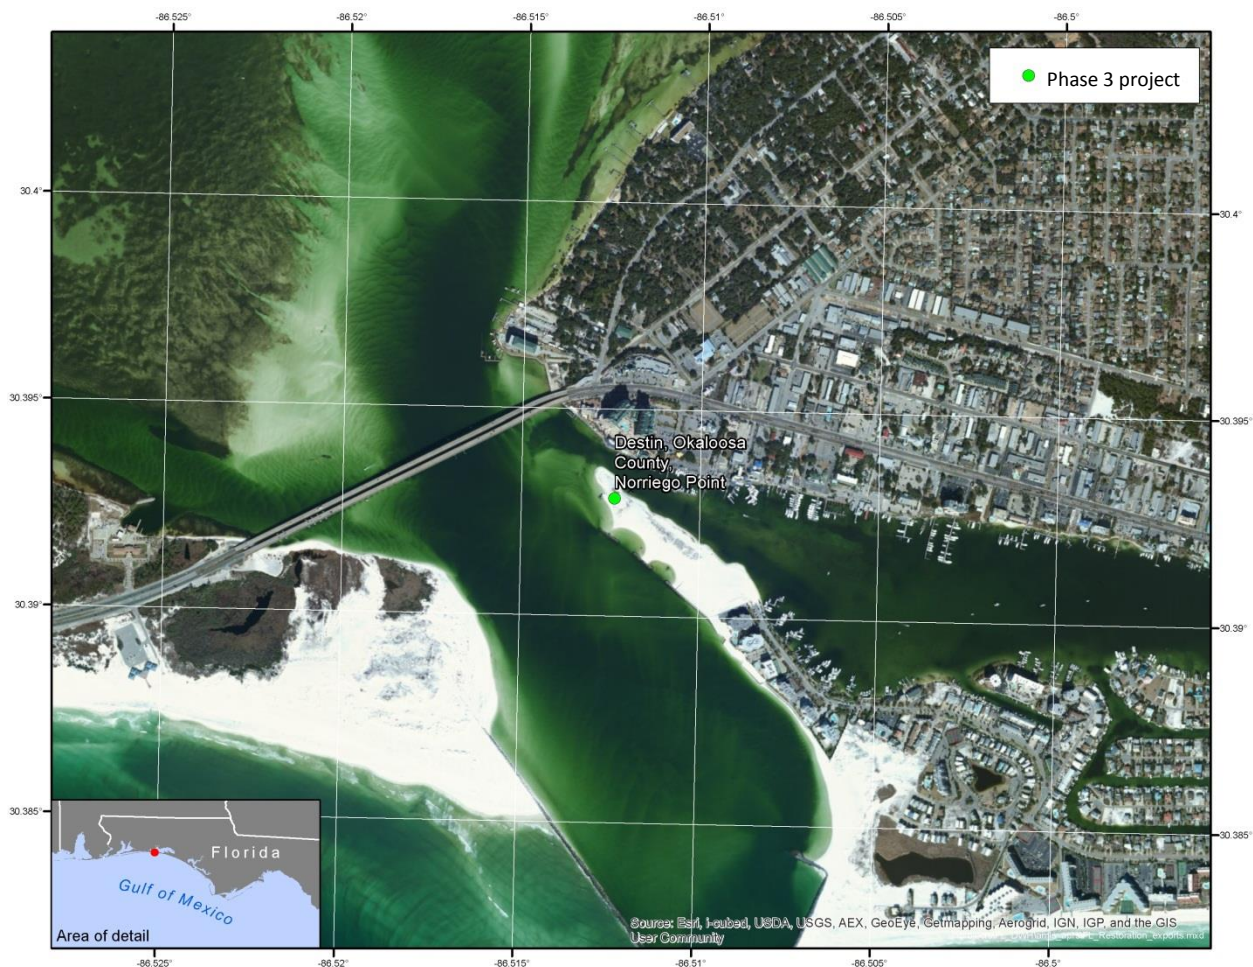 -86.525
-86.52
-86.515
-86.51
-86.505
-86.5
Phase 3 project
30.4°
30.4°
30.395°
30.395°
Destin, Okaloosa
County,
Norriego Point
30.39°
30.39°
30.385°
30.385°
Florida
Gulf of Mexico
Area of detail
Source: Esri, i-cubed, USDA, USGS, AEX, GeoEye, Getmapping, Aerogrid, IGN, IGP, and the GIS
User Community
Restoration_exports.mxd
-86.525
-86.52
-86.515
-86.51
-86.505
-86.5